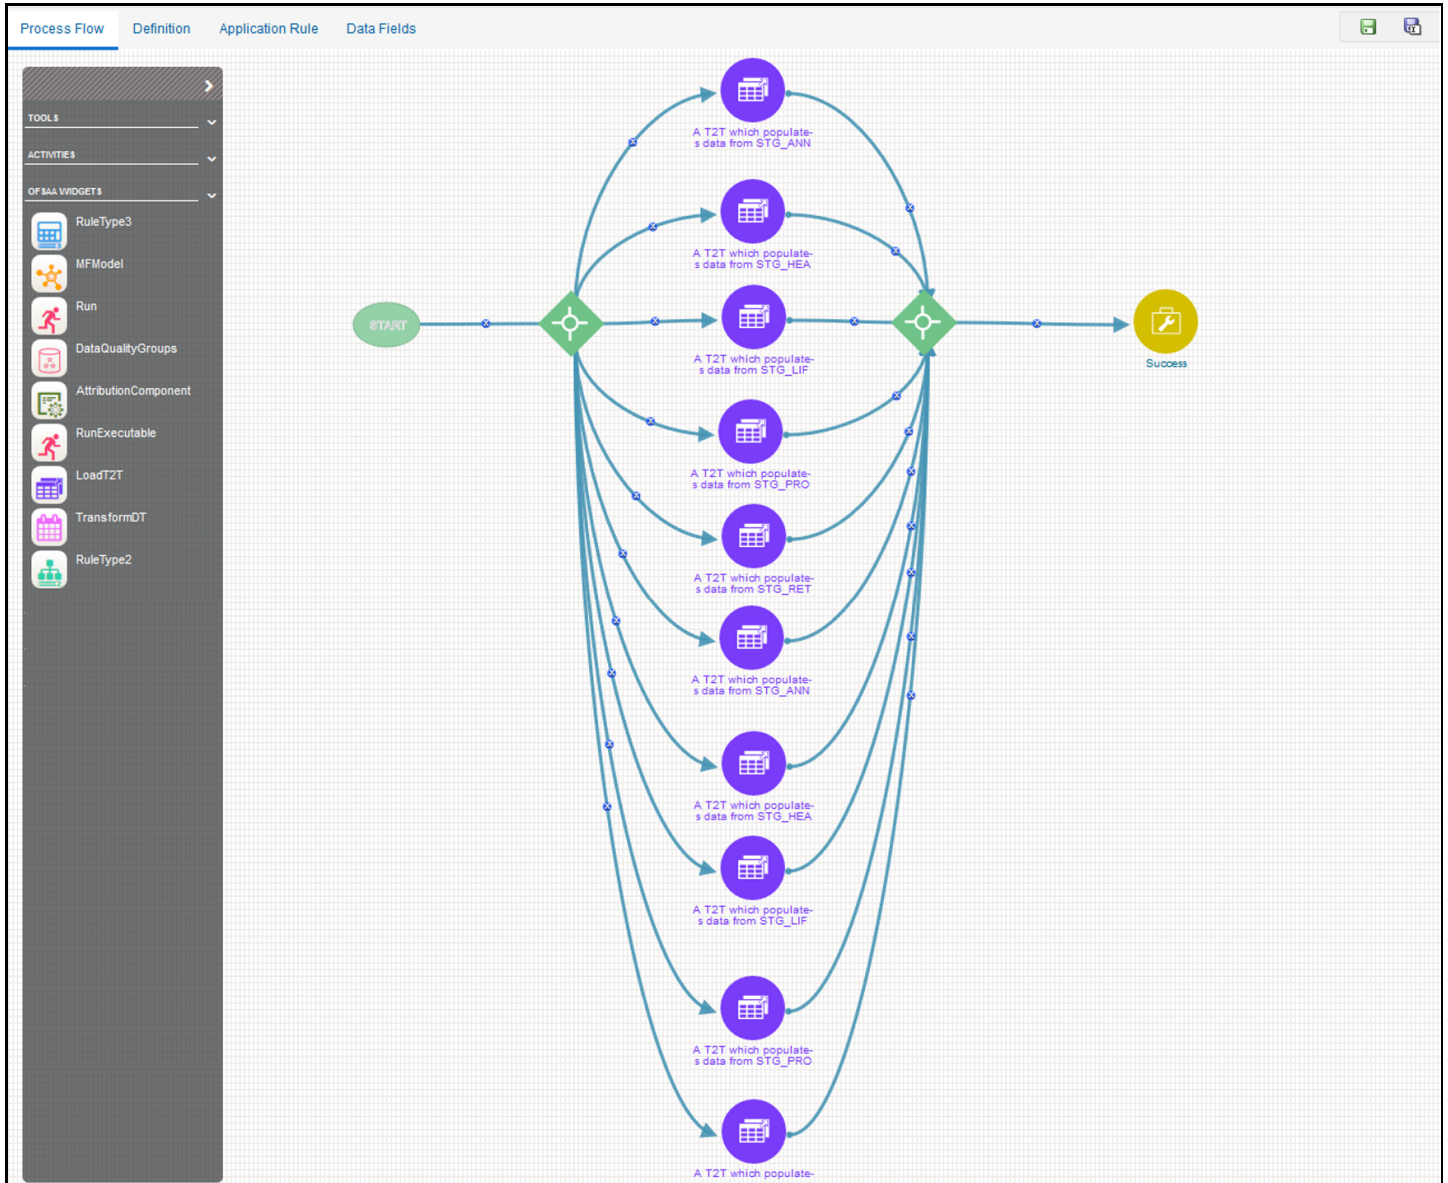 Process Flow
Definition
Application Rule
Data Fields
TOOLS
ACTIVITIES
OFSAA WIDGETS
RuleType3
MFModel
Run
DataQualityGroups
AttributionComponent
RunExecutable
LoadT2T
TransformDT
RuleType2
START
A T2T which populate-
s data from STG_ANN
A T2T which populate-
s data from STG_HEA
A T2T which populate-
s data from STG_LIF
A T2T which populate-
s data from STG_PRO
A T2T which populate-
s data from STG_RET
A T2T which populate-
s data from STG_ANN
A T2T which populate-
s data from STG_HEA
A T2T which populate-
s data from STG_LIF
A T2T which populate-
s data from STG_PRO
A T2T which populate-
Success